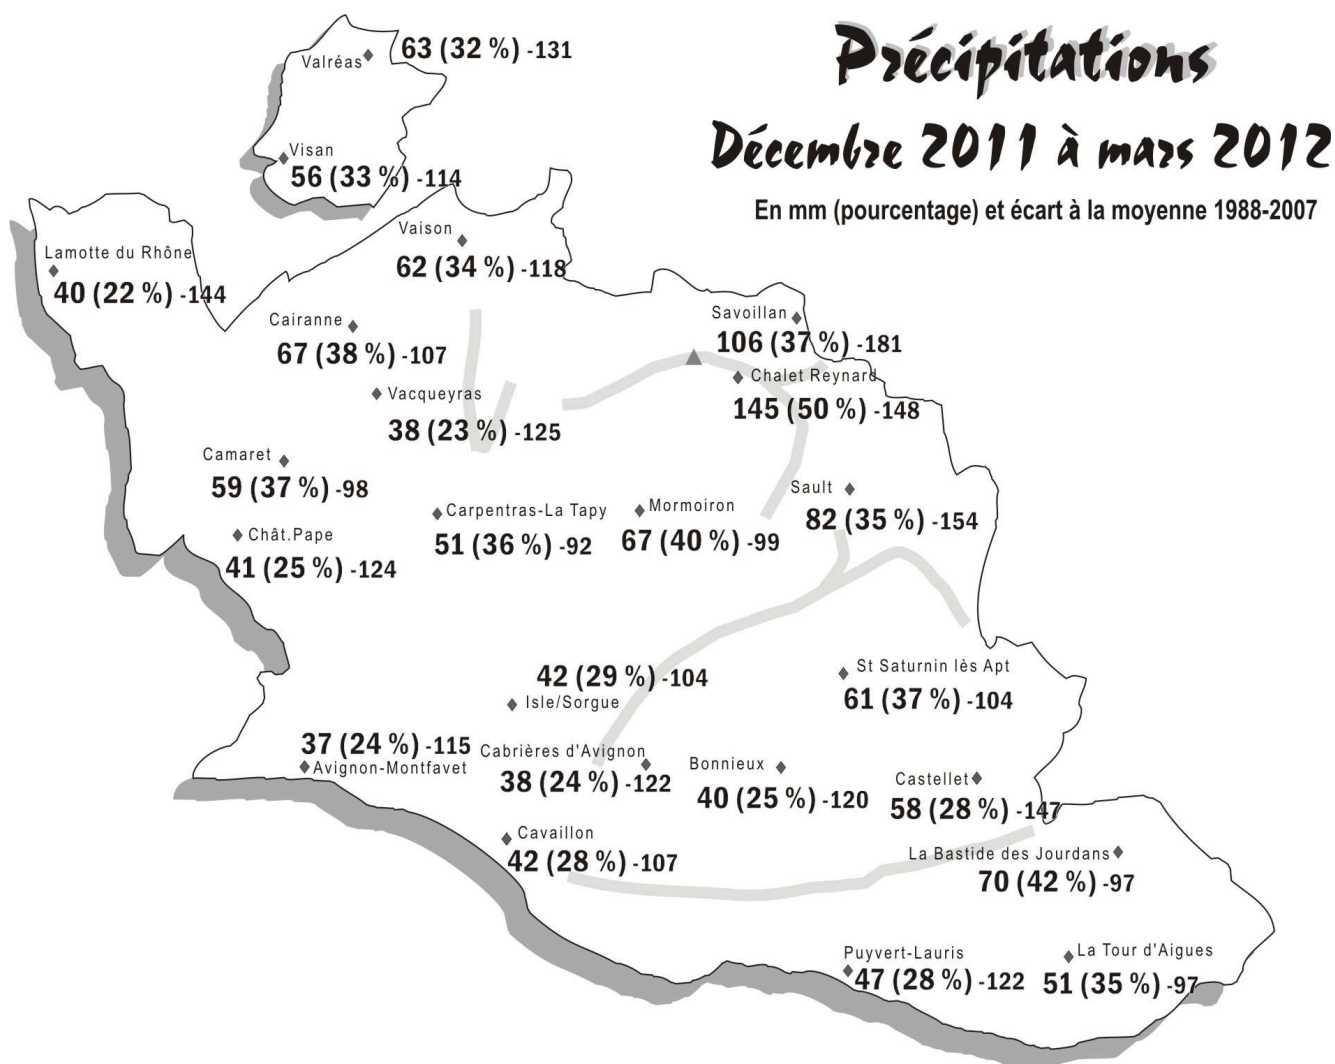 Précipitations
Décembre 2011 à mars 2012
En mm (pourcentage) et écart à la moyenne 1988-2007
63 (32 %) -131
Valréas
Visan
56 (33 %) -114
Vaison
62 (34 %) -118
Lamotte du Rhône
40 (22 %) -144
Cairanne
67 (38 %) -107
Savoillan
106 (37 %) -181
Chalet Reynard
145 (50 %) -148
Vacqueyras
38 (23 %) -125
Camaret
59 (37 %) -98
Sault
82 (35 %) -154
Carpentras-La Tapy
51 (36 %) -92
Mormoiron
67 (40 %) -99
Chât.Pape
41 (25 %) -124
42 (29 %) -104
Isle/Sorgue
St Saturnin lès Apt
61 (37 %) -104
37 (24 %) -115
Avignon-Montfavet
Cabrières d'Avignon
38 (24 %) -122
Bonnieux
40 (25 %) -120
Castellet
58 (28 %) -147
Cavaillon
42 (28 %) -107
La Bastide des Jourdans
70 (42 %) -97
Puyvert-Lauris
47 (28 %) -122
La Tour d'Aigues
51 (35 %) -97